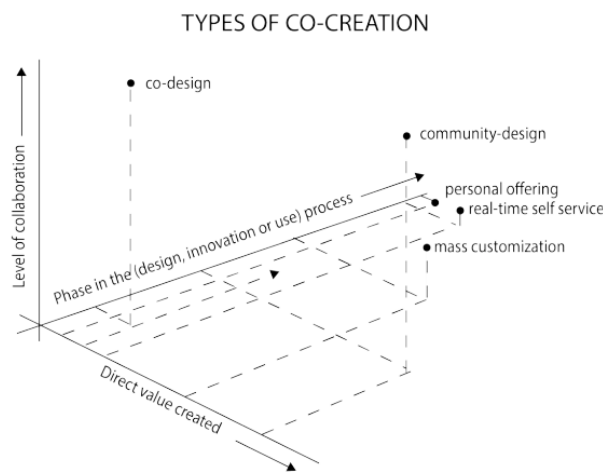 TYPES OF CO-CREATION
co-design
community-design
personal offering
real-time self service
mass customization
Level of collaboration
Phase in the (design, innovation or use) process
Direct value created